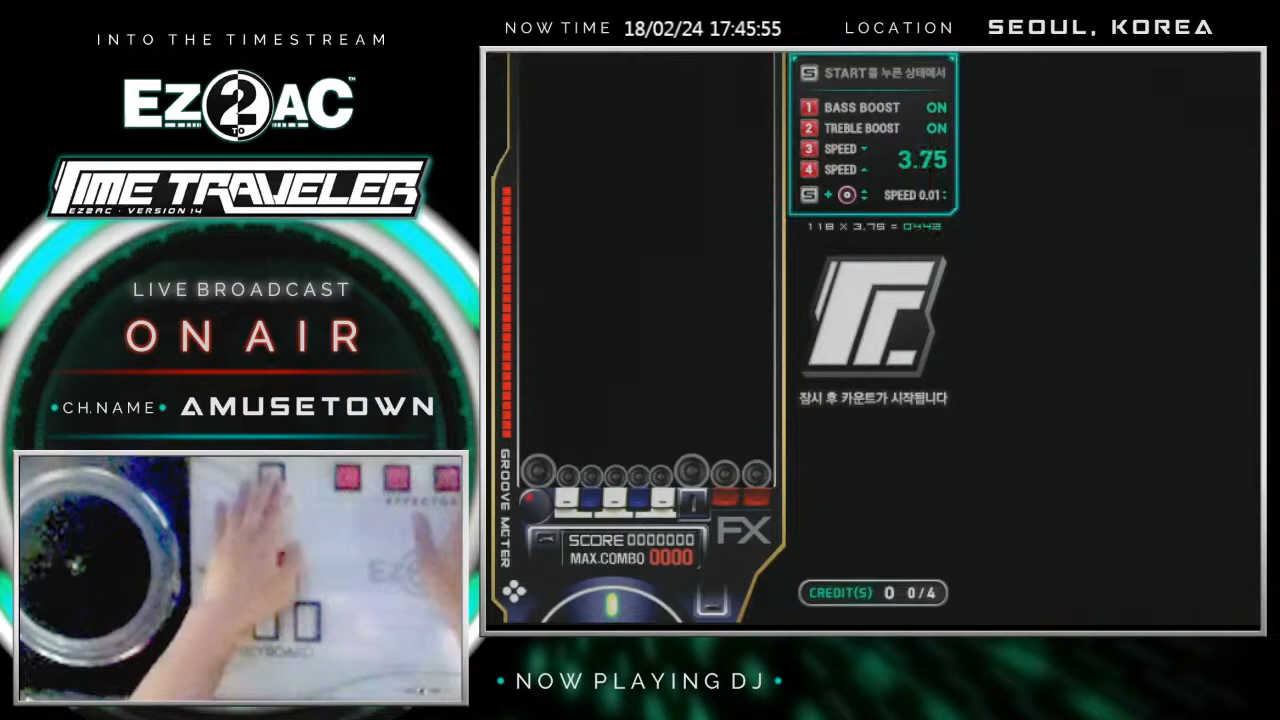 INTO THE TIMESTREAM
EZ2AC™
TO
TIME TRAVELER
EZ2AC · VERSION 14
LIVE BROADCAST
ON AIR
•CH.NAME• AMUSETOWN
NOW TIME 18/02/24 17:45:55 LOCATION SEOUL, KOREA
S START를 누른 상태에서
1 BASS BOOST ON
2 TREBLE BOOST ON
3 SPEED
3.75
4 SPEED
S + SPEED 0.01
118 X 3.75 = 0442
잠시 후 카운트가 시작됩니다
GROOVE METER
FX
SCORE 0000000
MAX.COMBO 0000
CREDIT(S) 0 0/4
EFFECTOR
KEYBOARD
• NOW PLAYING DJ •